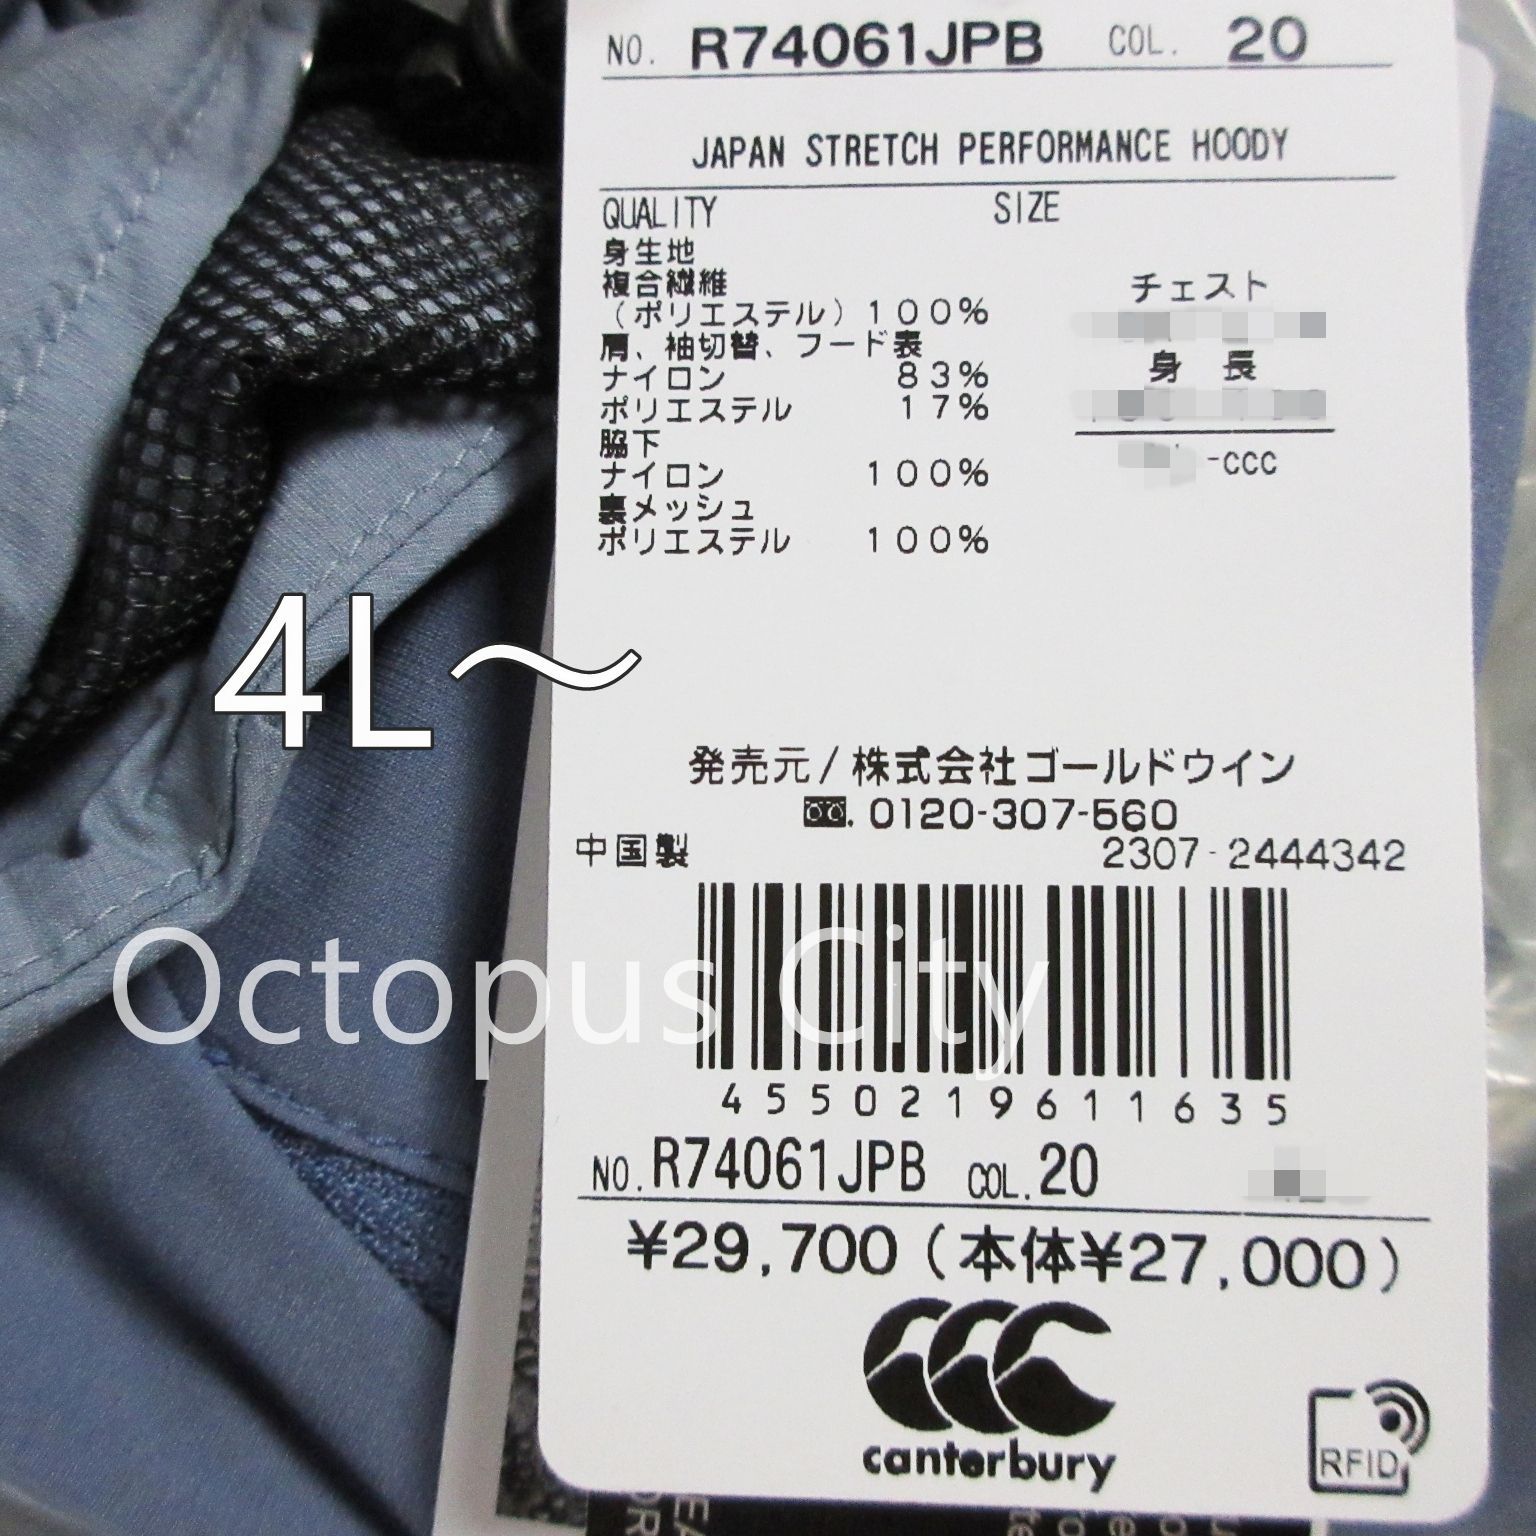 NO. R74061JPB COL. 20
JAPAN STRETCH PERFORMANCE HOODY
QUALITY SIZE
身生地
複合繊維
(ポリエステル)100%
肩、袖切替、フード表
ナイロン 83%
ポリエステル 17%
脇下
ナイロン 100%
裏メッシュ
ポリエステル 100%
チェスト
身 長
-CCC
4L～
発売元/株式会社ゴールドウイン
0120-307-560
中国製 2307-2444342
Octopus City
4550219611635
NO.R74061JPB COL.20
¥29,700(本体¥27,000)
canterbury
RFID